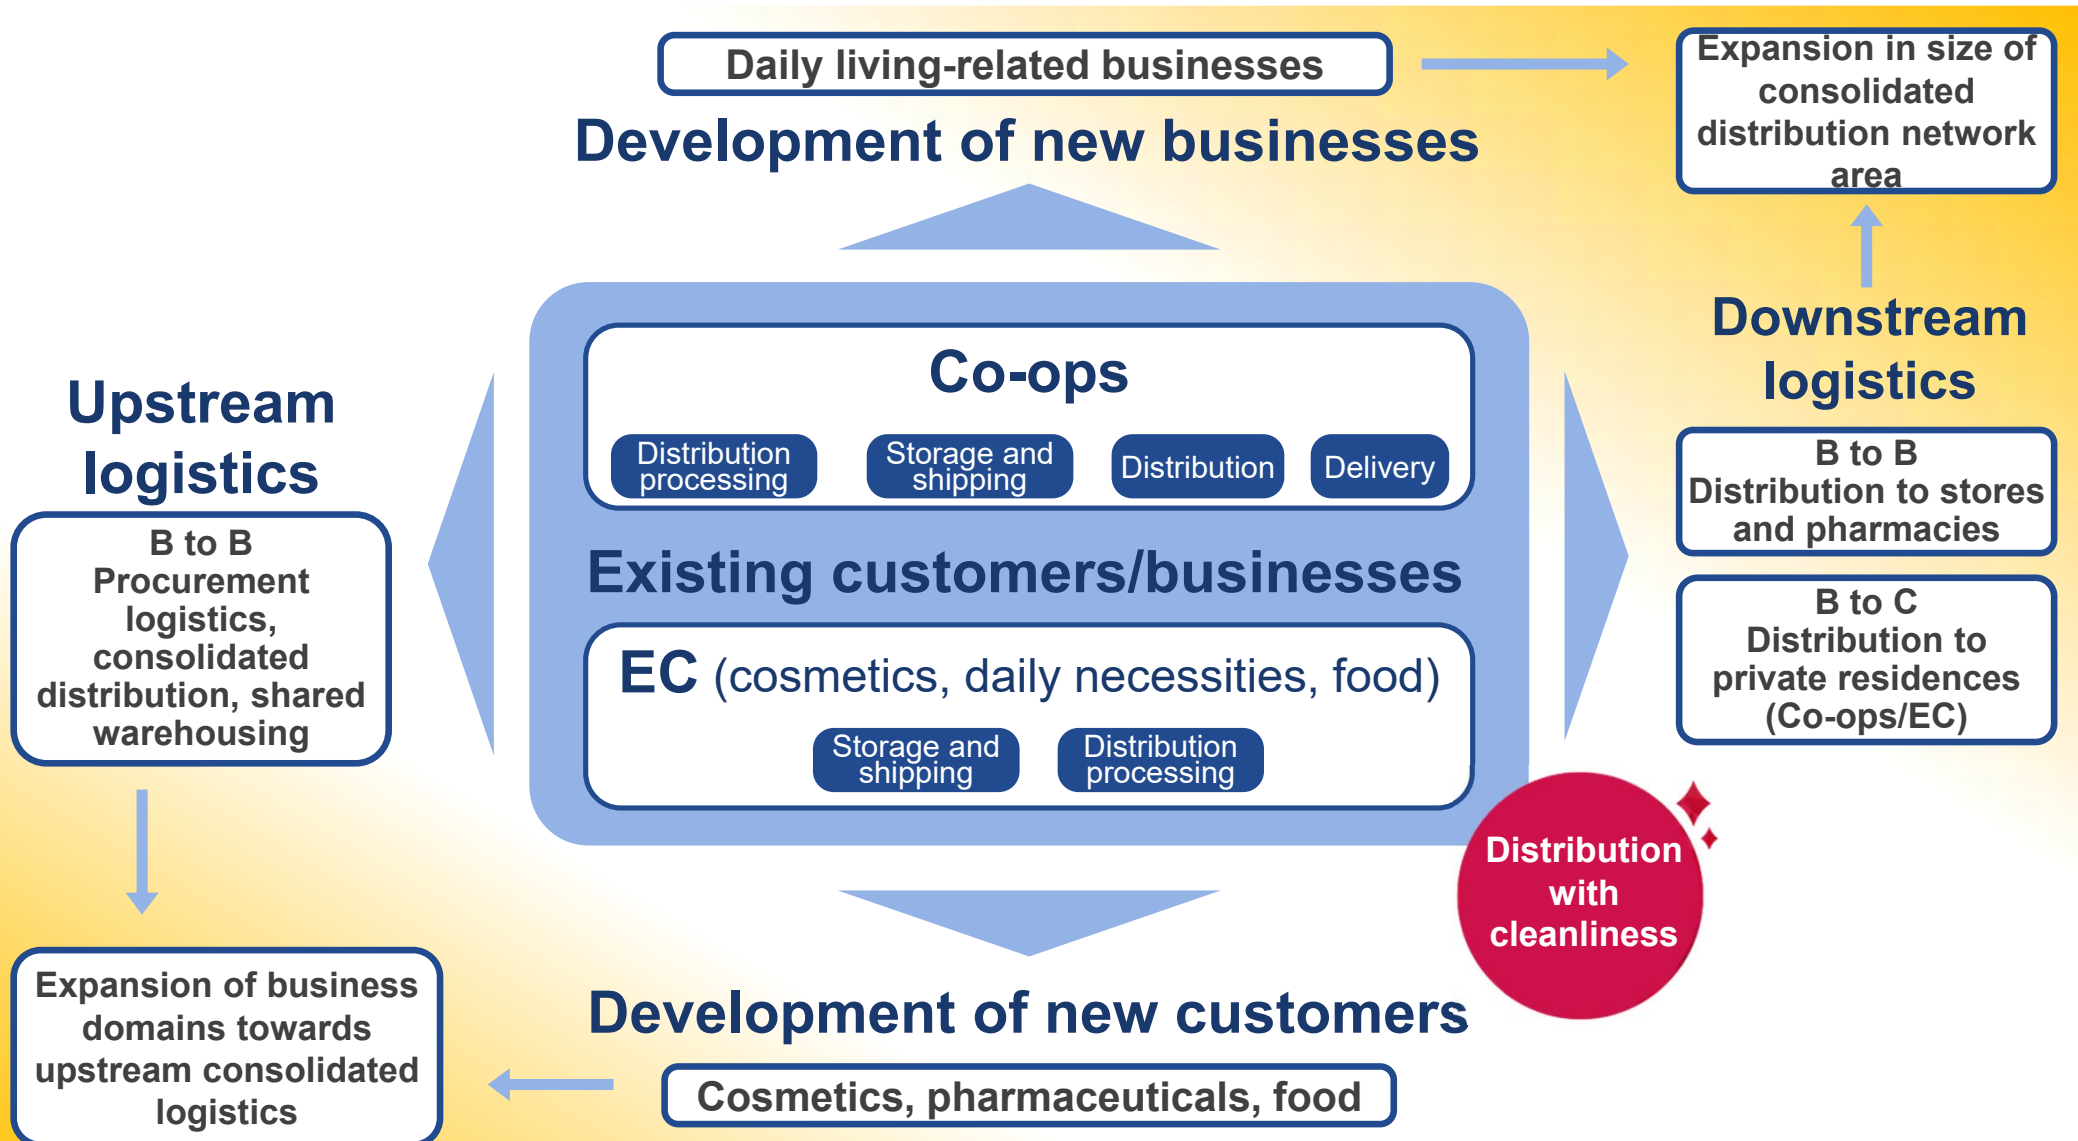 Daily living-related businesses
Development of new businesses
Expansion in size of
consolidated
distribution network
area
Co-ops
Distribution
processing
Storage and
shipping
Distribution
Delivery
Existing customers/businesses
EC (cosmetics, daily necessities, food)
Storage and
shipping
Distribution
processing
Upstream
logistics
B to B
Procurement
logistics,
consolidated
distribution, shared
warehousing
Downstream
logistics
B to B
Distribution to stores
and pharmacies
B to C
Distribution to
private residences
(Co-ops/EC)
Distribution
with
cleanliness
Expansion of business
domains towards
upstream consolidated
logistics
Development of new customers
Cosmetics, pharmaceuticals, food